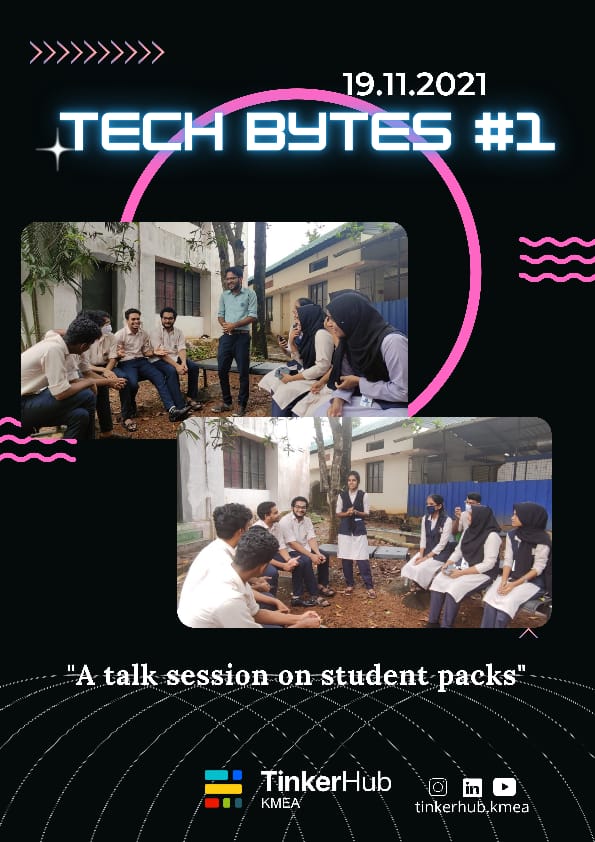 19.11.2021
TECH BYTES #1
"A talk session on student packs"
TinkerHub
KMEA
tinkerhub.kmea